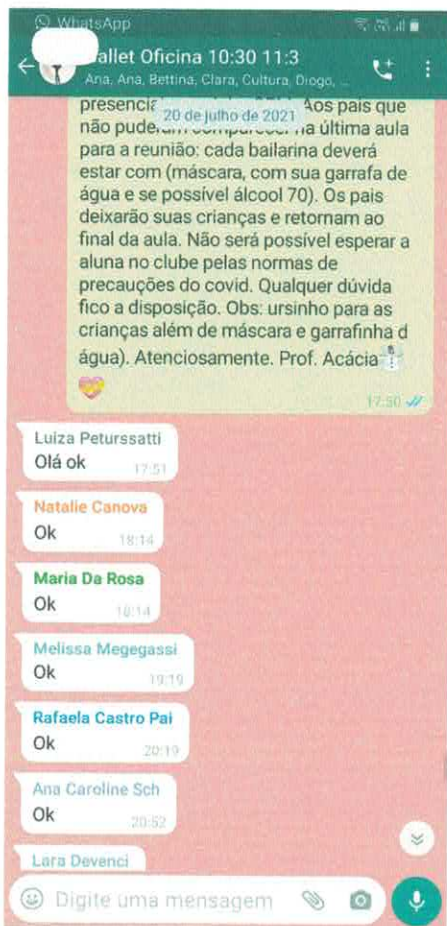 WhatsApp
allet Oficina 10:30 11:3
Ana, Ana, Bettina, Clara, Cultura, Diogo, ...
20 de julho de 2021
Aos pais que
não na última aula
para a reunião: cada bailarina deverá
estar com (máscara, com sua garrafa de
água e se possível álcool 70). Os pais
deixarão suas crianças e retornam ao
final da aula. Não será possível esperar a
aluna no clube pelas normas de
precauções do covid. Qualquer dúvida
fico a disposição. Obs: ursinho para as
crianças além de máscara e garrafinha d
água). Atenciosamente. Prof. Acácia
17:50
Luiza Peturssatti
Olá ok 17:51
Natalie Canova
Ok 18:14
Maria Da Rosa
Ok 18:14
Melissa Megegassi
Ok 19:19
Rafaela Castro Pai
Ok 20:19
Ana Caroline Sch
Ok 20:52
Lara Devenci
Digite uma mensagem